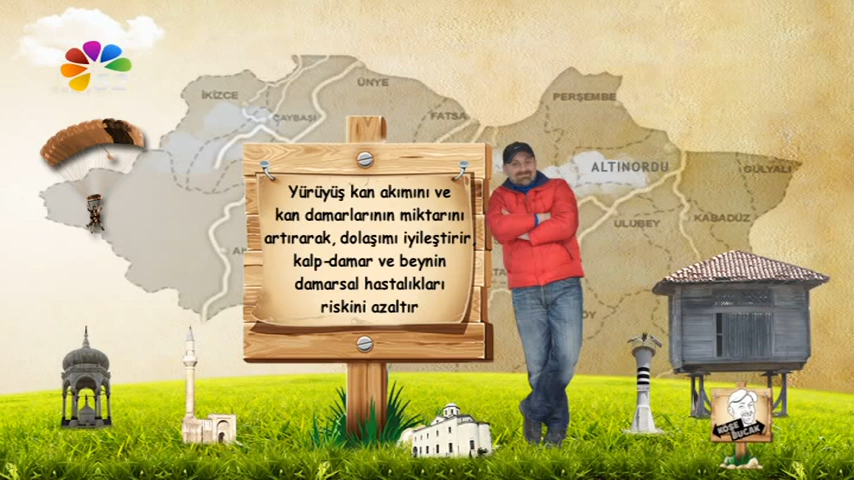 İKİZCE
ÜNYE
ÇAYBAŞI
FATSA
PERŞEMBE
ALTINORDU
GÜLYALI
ULUBEY
KABADÜZ
Yürüyüş kan akımını ve
kan damarlarının miktarını
artırarak, dolaşımı iyileştirir,
kalp-damar ve beynin
damarsal hastalıkları
riskini azaltır
KÖŞE
BUCAK